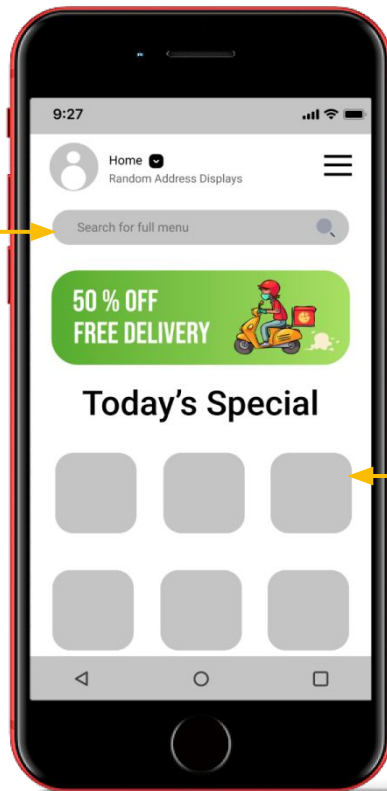 9:27
Home
Random Address Displays
Search for full menu
50 % OFF
FREE DELIVERY
Today's Special